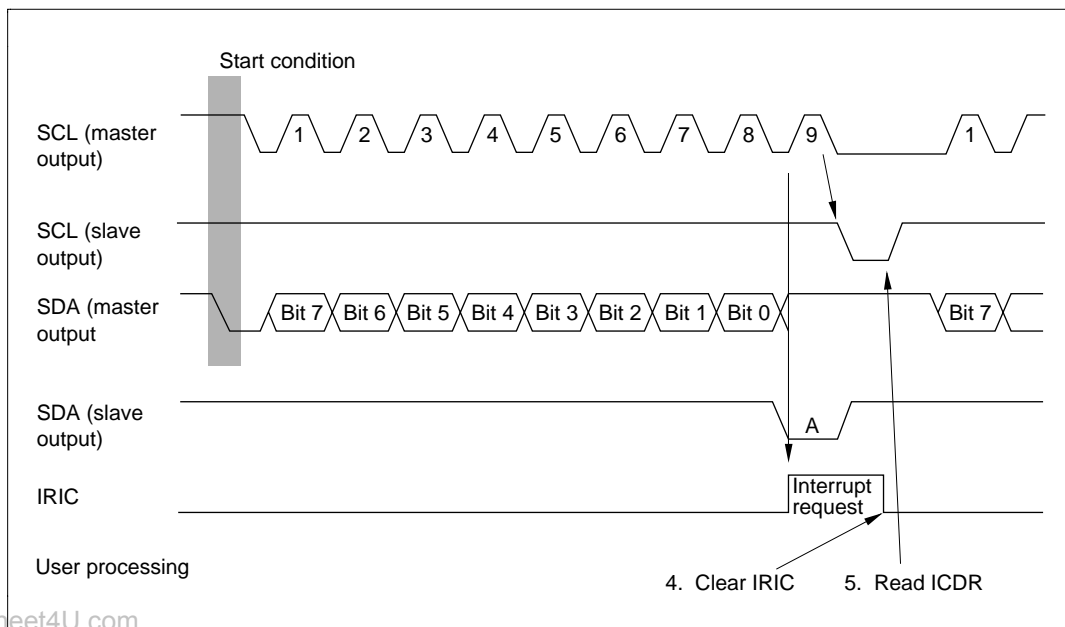 Start condition
SCL (master
output)
1 2 3 4 5 6 7 8 9 1
SCL (slave
output)
SDA (master
output
Bit 7 Bit 6 Bit 5 Bit 4 Bit 3 Bit 2 Bit 1 Bit 0 Bit 7
SDA (slave
output)
A
IRIC
Interrupt
request
User processing
4. Clear IRIC
5. Read ICDR
eet4U.com